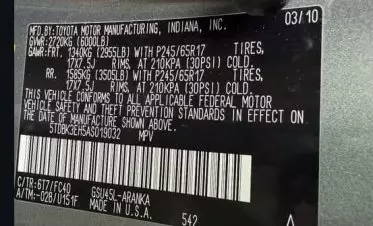 MFD.BY:TOYOTA MOTOR MANUFACTURING, INDIANA, INC. 03/10
GVWR:2720KG (6000LB)
GAWR:FRT. 1340KG (2955LB)WITH P245/65R17 TIRES,
17X7.5J RIMS, AT 210KPA (30PSI) COLD.
RR. 1585KG (3505LB)WITH P245/65R17 TIRES,
17X7.5J RIMS, AT 210KPA (30PSI) COLD.
THIS VEHICLE CONFORMS TO ALL APPLICABLE FEDERAL MOTOR
VEHICLE SAFETY AND THEFT PREVENTION STANDARDS IN EFFECT ON
THE DATE OF MANUFACTURE SHOWN ABOVE.
5TDBK3EH5AS019032 MPV
C/TR:6T7/FC40 GSU45L-ARANKA
A/TM:-02B/U151F MADE IN U.S.A.
542 A